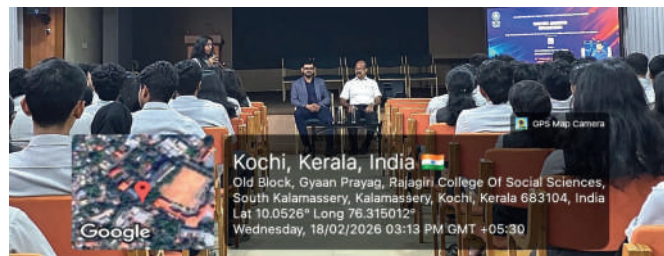 GPS Map Camera
Kochi, Kerala, India
Old Block, Gyaan Prayag, Rajagiri College Of Social Sciences,
South Kalamassery, Kalamassery, Kochi, Kerala 683104, India
Lat 10.0526° Long 76.315012°
Wednesday, 18/02/2026 03:13 PM GMT +05:30
Google